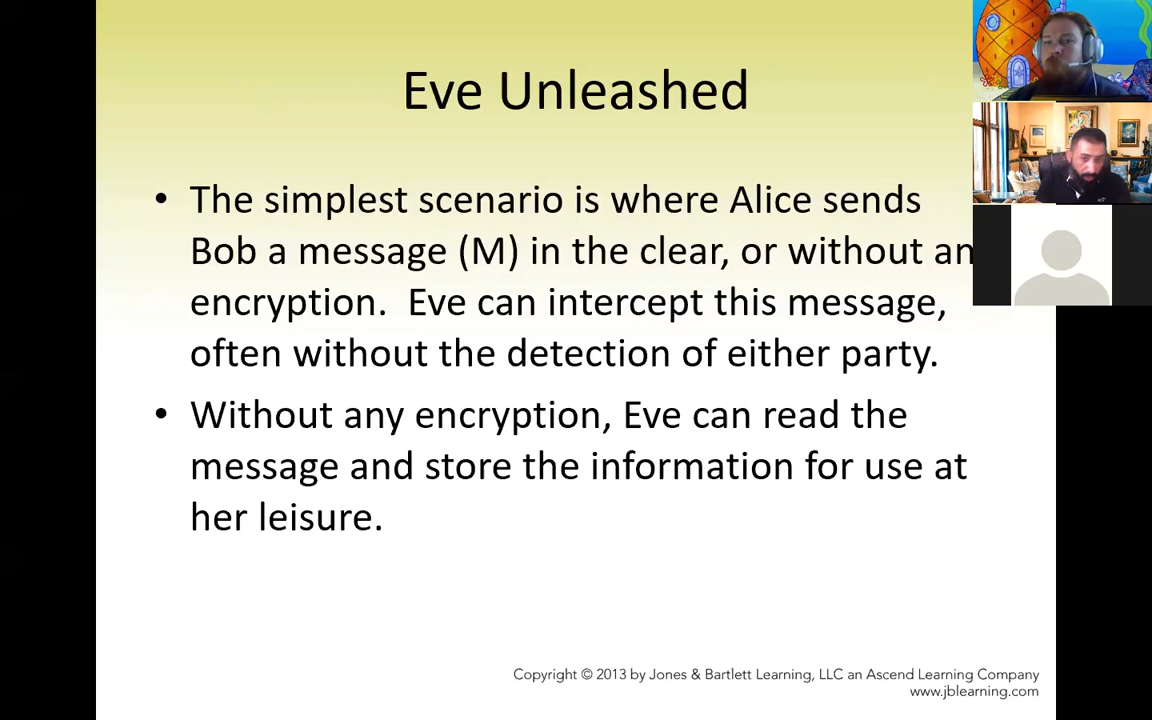 Eve Unleashed
• The simplest scenario is where Alice sends
Bob a message (M) in the clear, or without an
encryption.  Eve can intercept this message,
often without the detection of either party.
• Without any encryption, Eve can read the
message and store the information for use at
her leisure.
Copyright © 2013 by Jones & Bartlett Learning, LLC an Ascend Learning Company
www.jblearning.com